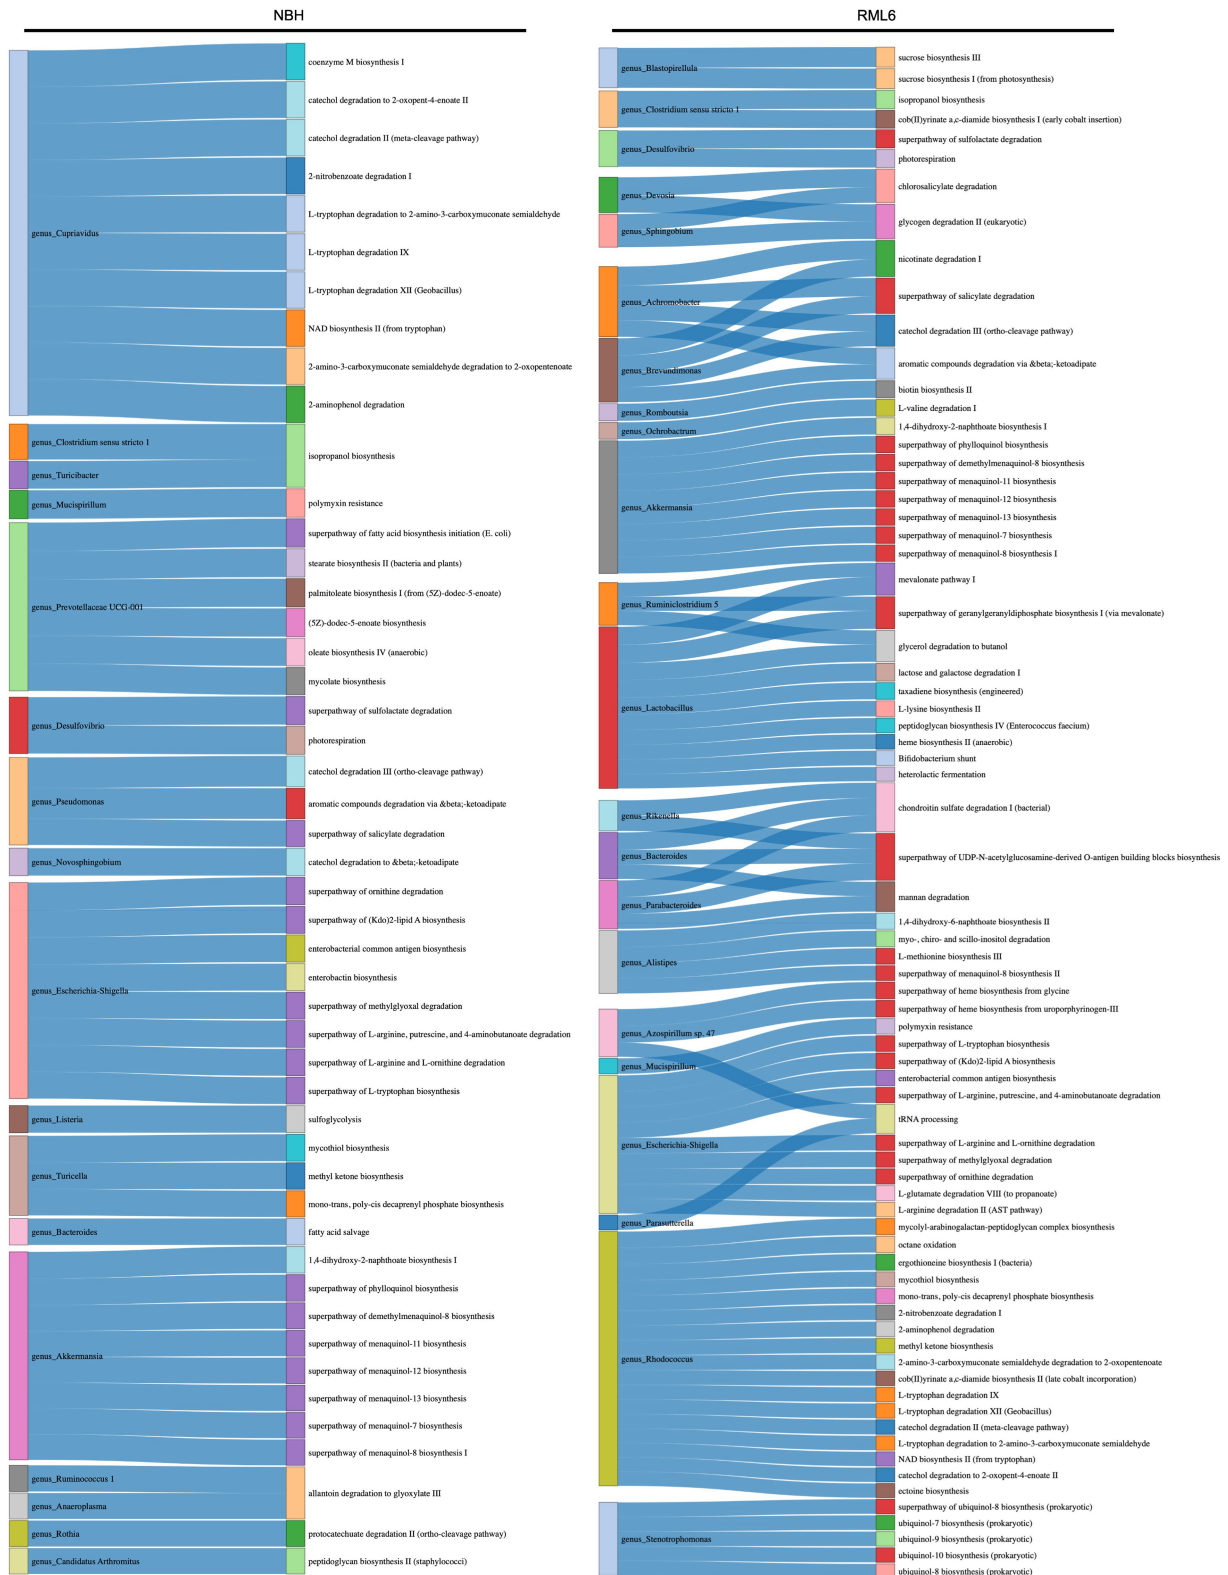 NBH
genus_Cupriavidus
coenzyme M biosynthesis I
catechol degradation to 2-oxopent-4-enoate II
catechol degradation II (meta-cleavage pathway)
2-nitrobenzoate degradation I
L-tryptophan degradation to 2-amino-3-carboxymuconate semialdehyde
L-tryptophan degradation IX
L-tryptophan degradation XII (Geobacillus)
NAD biosynthesis II (from tryptophan)
2-amino-3-carboxymuconate semialdehyde degradation to 2-oxopentenoate
2-aminophenol degradation
genus_Clostridium sensu stricto 1
genus_Turicibacter
isopropanol biosynthesis
genus_Mucispirillum
polymyxin resistance
genus_Prevotellaceae UCG-001
superpathway of fatty acid biosynthesis initiation (E. coli)
stearate biosynthesis II (bacteria and plants)
palmitoleate biosynthesis I (from (5Z)-dodec-5-enoate)
(5Z)-dodec-5-enoate biosynthesis
oleate biosynthesis IV (anaerobic)
mycolate biosynthesis
genus_Desulfovibrio
superpathway of sulfolactate degradation
photorespiration
genus_Pseudomonas
catechol degradation III (ortho-cleavage pathway)
aromatic compounds degradation via &beta;-ketoadipate
superpathway of salicylate degradation
genus_Novosphingobium
catechol degradation to &beta;-ketoadipate
genus_Escherichia-Shigella
superpathway of ornithine degradation
superpathway of (Kdo)2-lipid A biosynthesis
enterobacterial common antigen biosynthesis
enterobactin biosynthesis
superpathway of methylglyoxal degradation
superpathway of L-arginine, putrescine, and 4-aminobutanoate degradation
superpathway of L-arginine and L-ornithine degradation
superpathway of L-tryptophan biosynthesis
genus_Listeria
sulfoglycolysis
genus_Turicella
mycothiol biosynthesis
methyl ketone biosynthesis
mono-trans, poly-cis decaprenyl phosphate biosynthesis
genus_Bacteroides
fatty acid salvage
genus_Akkermansia
1,4-dihydroxy-2-naphthoate biosynthesis I
superpathway of phylloquinol biosynthesis
superpathway of demethylmenaquinol-8 biosynthesis
superpathway of menaquinol-11 biosynthesis
superpathway of menaquinol-12 biosynthesis
superpathway of menaquinol-13 biosynthesis
superpathway of menaquinol-7 biosynthesis
superpathway of menaquinol-8 biosynthesis I
genus_Ruminococcus 1
genus_Anaeroplasma
allantoin degradation to glyoxylate III
genus_Rothia
protocatechuate degradation II (ortho-cleavage pathway)
genus_Candidatus Arthromitus
peptidoglycan biosynthesis II (staphylococci)
RML6
genus_Blastopirellula
sucrose biosynthesis III
sucrose biosynthesis I (from photosynthesis)
genus_Clostridium sensu stricto 1
isopropanol biosynthesis
cob(II)yrinate a,c-diamide biosynthesis I (early cobalt insertion)
genus_Desulfovibrio
superpathway of sulfolactate degradation
photorespiration
genus_Devosia
genus_Sphingobium
chlorosalicylate degradation
glycogen degradation II (eukaryotic)
genus_Achromobacter
genus_Brevundimonas
nicotinate degradation I
superpathway of salicylate degradation
catechol degradation III (ortho-cleavage pathway)
aromatic compounds degradation via &beta;-ketoadipate
genus_Romboutsia
biotin biosynthesis II
genus_Ochrobactrum
L-valine degradation I
genus_Akkermansia
1,4-dihydroxy-2-naphthoate biosynthesis I
superpathway of phylloquinol biosynthesis
superpathway of demethylmenaquinol-8 biosynthesis
superpathway of menaquinol-11 biosynthesis
superpathway of menaquinol-12 biosynthesis
superpathway of menaquinol-13 biosynthesis
superpathway of menaquinol-7 biosynthesis
superpathway of menaquinol-8 biosynthesis I
genus_Ruminiclostridium 5
genus_Lactobacillus
mevalonate pathway I
superpathway of geranylgeranyldiphosphate biosynthesis I (via mevalonate)
glycerol degradation to butanol
lactose and galactose degradation I
taxadiene biosynthesis (engineered)
L-lysine biosynthesis II
peptidoglycan biosynthesis IV (Enterococcus faecium)
heme biosynthesis II (anaerobic)
Bifidobacterium shunt
heterolactic fermentation
genus_Rikenella
genus_Bacteroides
genus_Parabacteroides
chondroitin sulfate degradation I (bacterial)
superpathway of UDP-N-acetylglucosamine-derived O-antigen building blocks biosynthesis
mannan degradation
genus_Alistipes
1,4-dihydroxy-6-naphthoate biosynthesis II
myo-, chiro- and scillo-inositol degradation
L-methionine biosynthesis III
superpathway of menaquinol-8 biosynthesis II
genus_Azospirillum sp. 47
superpathway of heme biosynthesis from glycine
superpathway of heme biosynthesis from uroporphyrinogen-III
genus_Mucispirillum
polymyxin resistance
genus_Escherichia-Shigella
superpathway of L-tryptophan biosynthesis
superpathway of (Kdo)2-lipid A biosynthesis
enterobacterial common antigen biosynthesis
superpathway of L-arginine, putrescine, and 4-aminobutanoate degradation
tRNA processing
superpathway of L-arginine and L-ornithine degradation
superpathway of methylglyoxal degradation
superpathway of ornithine degradation
L-glutamate degradation VIII (to propanoate)
L-arginine degradation II (AST pathway)
genus_Parasutterella
genus_Rhodococcus
mycolyl-arabinogalactan-peptidoglycan complex biosynthesis
octane oxidation
ergothioneine biosynthesis I (bacteria)
mycothiol biosynthesis
mono-trans, poly-cis decaprenyl phosphate biosynthesis
2-nitrobenzoate degradation I
2-aminophenol degradation
methyl ketone biosynthesis
2-amino-3-carboxymuconate semialdehyde degradation to 2-oxopentenoate
cob(II)yrinate a,c-diamide biosynthesis II (late cobalt incorporation)
L-tryptophan degradation IX
L-tryptophan degradation XII (Geobacillus)
catechol degradation II (meta-cleavage pathway)
L-tryptophan degradation to 2-amino-3-carboxymuconate semialdehyde
NAD biosynthesis II (from tryptophan)
catechol degradation to 2-oxopent-4-enoate II
ectoine biosynthesis
genus_Stenotrophomonas
superpathway of ubiquinol-8 biosynthesis (prokaryotic)
ubiquinol-7 biosynthesis (prokaryotic)
ubiquinol-9 biosynthesis (prokaryotic)
ubiquinol-10 biosynthesis (prokaryotic)
ubiquinol-8 biosynthesis (prokaryotic)